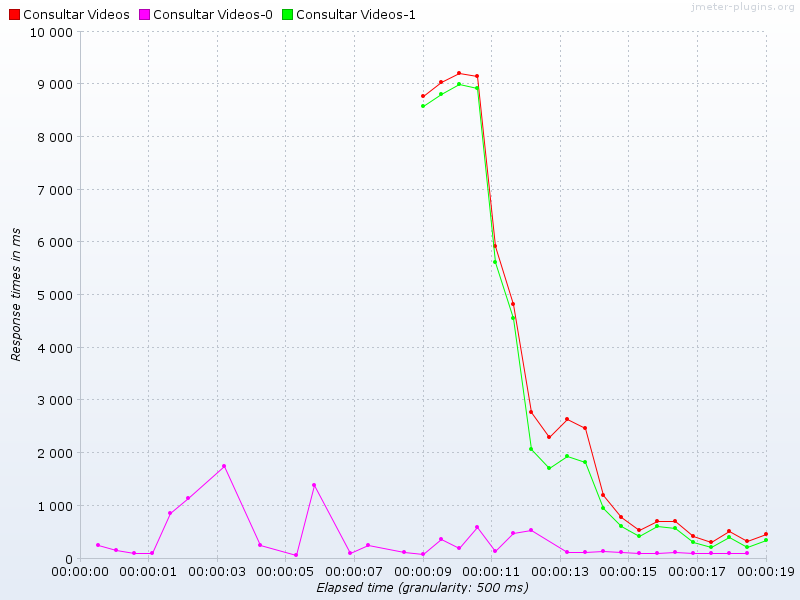 jmeter-plugins.org
Consultar Videos Consultar Videos-0 Consultar Videos-1
10 000
9 000
8 000
7 000
6 000
5 000
4 000
3 000
2 000
1 000
0
Response times in ms
00:00:00 00:00:01 00:00:03 00:00:05 00:00:07 00:00:09 00:00:11 00:00:13 00:00:15 00:00:17 00:00:19
Elapsed time (granularity: 500 ms)